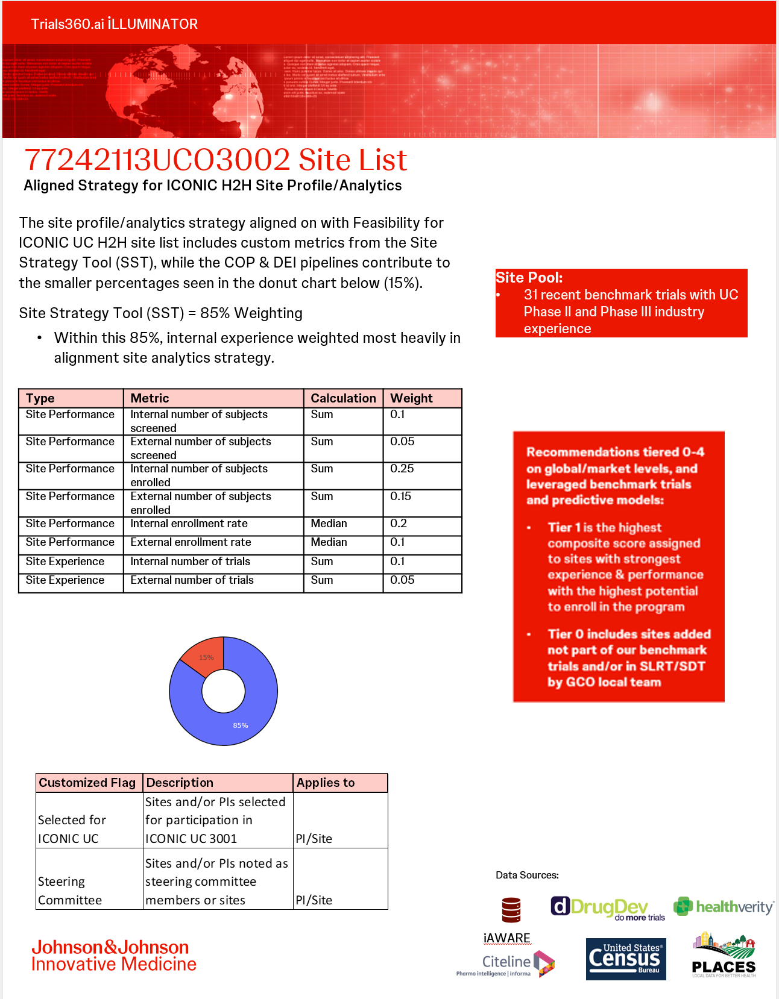 Trials360.ai iLLUMINATOR
77242113UCO3002 Site List
Aligned Strategy for ICONIC H2H Site Profile/Analytics
The site profile/analytics strategy aligned on with Feasibility for
ICONIC UC H2H site list includes custom metrics from the Site
Strategy Tool (SST), while the COP & DEI pipelines contribute to
the smaller percentages seen in the donut chart below (15%).
Site Strategy Tool (SST) = 85% Weighting
• Within this 85%, internal experience weighted most heavily in
alignment site analytics strategy.
Site Pool:
• 31 recent benchmark trials with UC
Phase II and Phase III industry
experience
Type Metric Calculation Weight
Site Performance Internal number of subjects screened Sum 0.1
Site Performance External number of subjects screened Sum 0.05
Site Performance Internal number of subjects enrolled Sum 0.25
Site Performance External number of subjects enrolled Sum 0.15
Site Performance Internal enrollment rate Median 0.2
Site Performance External enrollment rate Median 0.1
Site Experience Internal number of trials Sum 0.1
Site Experience External number of trials Sum 0.05
Recommendations tiered 0-4
on global/market levels, and
leveraged benchmark trials
and predictive models:
• Tier 1 is the highest
composite score assigned
to sites with strongest
experience & performance
with the highest potential
to enroll in the program
• Tier 0 includes sites added
not part of our benchmark
trials and/or in SLRT/SDT
by GCO local team
15%
85%
Customized Flag Description Applies to
Selected for ICONIC UC Sites and/or PIs selected for participation in ICONIC UC 3001 PI/Site
Steering Committee Sites and/or PIs noted as steering committee members or sites PI/Site
Data Sources:
d DrugDev
do more trials
healthverity
iAWARE
Citeline
Pharma intelligence | informa
United States®
Census
Bureau
PLACES
LOCAL DATA FOR BETTER HEALTH
Johnson&Johnson
Innovative Medicine